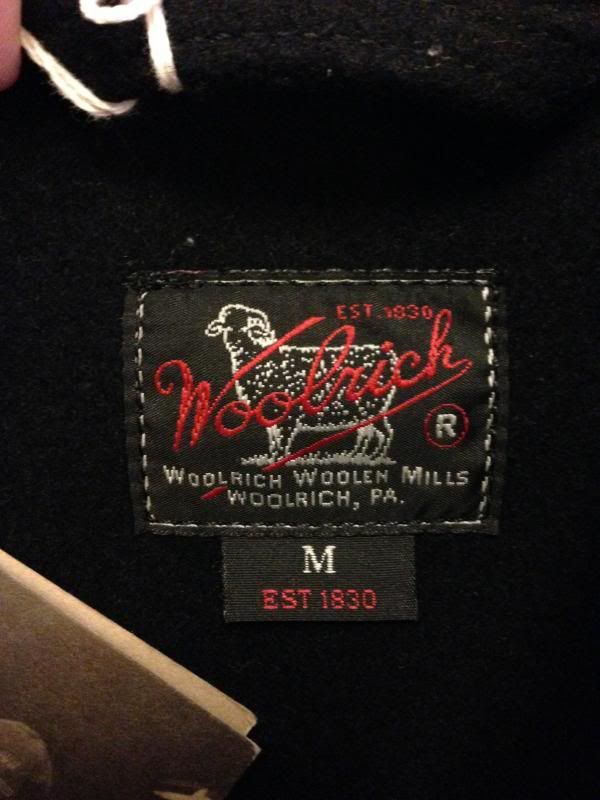 EST. 1830
Woolrich
®
WOOLRICH WOOLEN MILLS
WOOLRICH, PA.
M
EST 1830